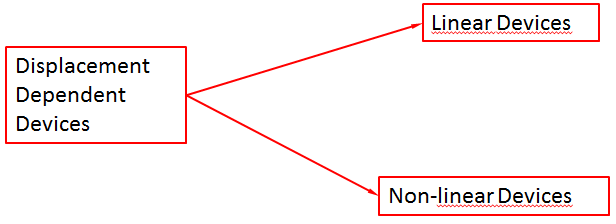 Linear Devices
Displacement
Dependent
Devices
Non-linear Devices